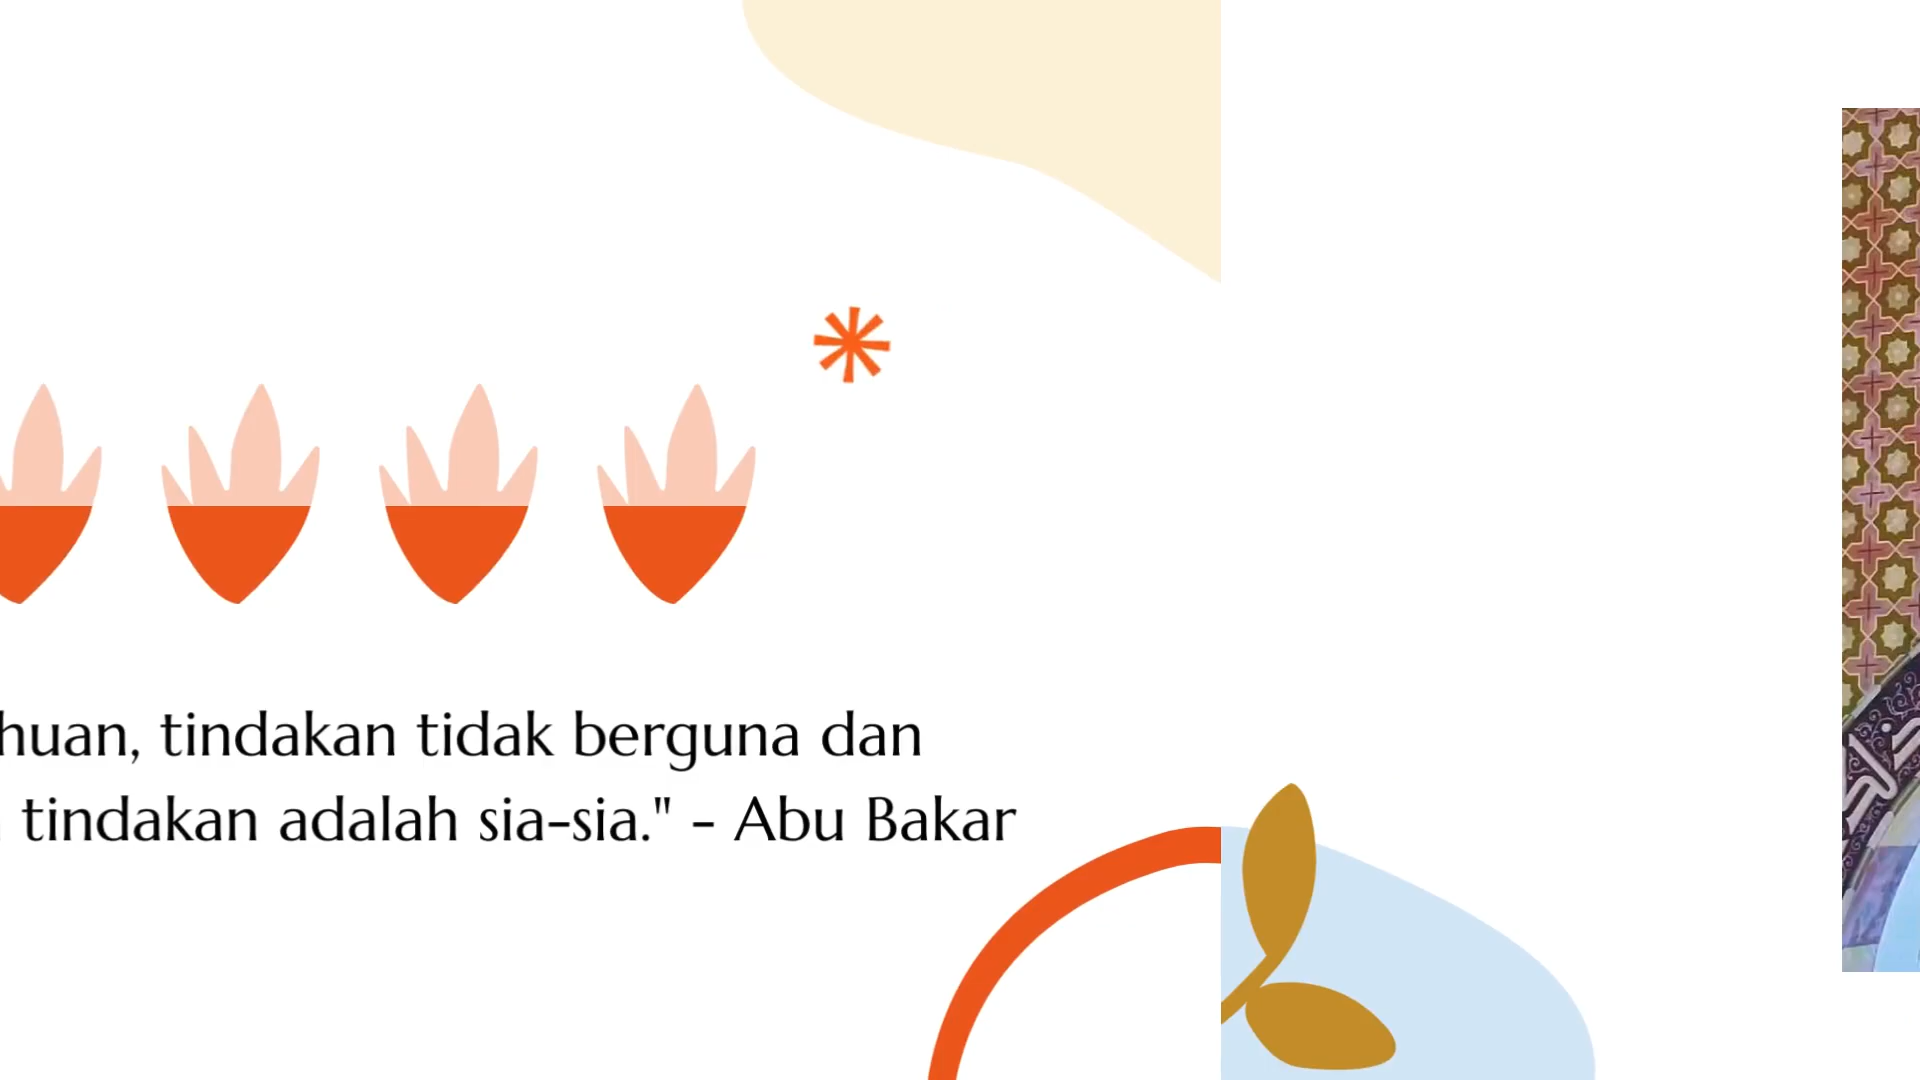 huan, tindakan tidak berguna dan
tindakan adalah sia-sia." - Abu Bakar